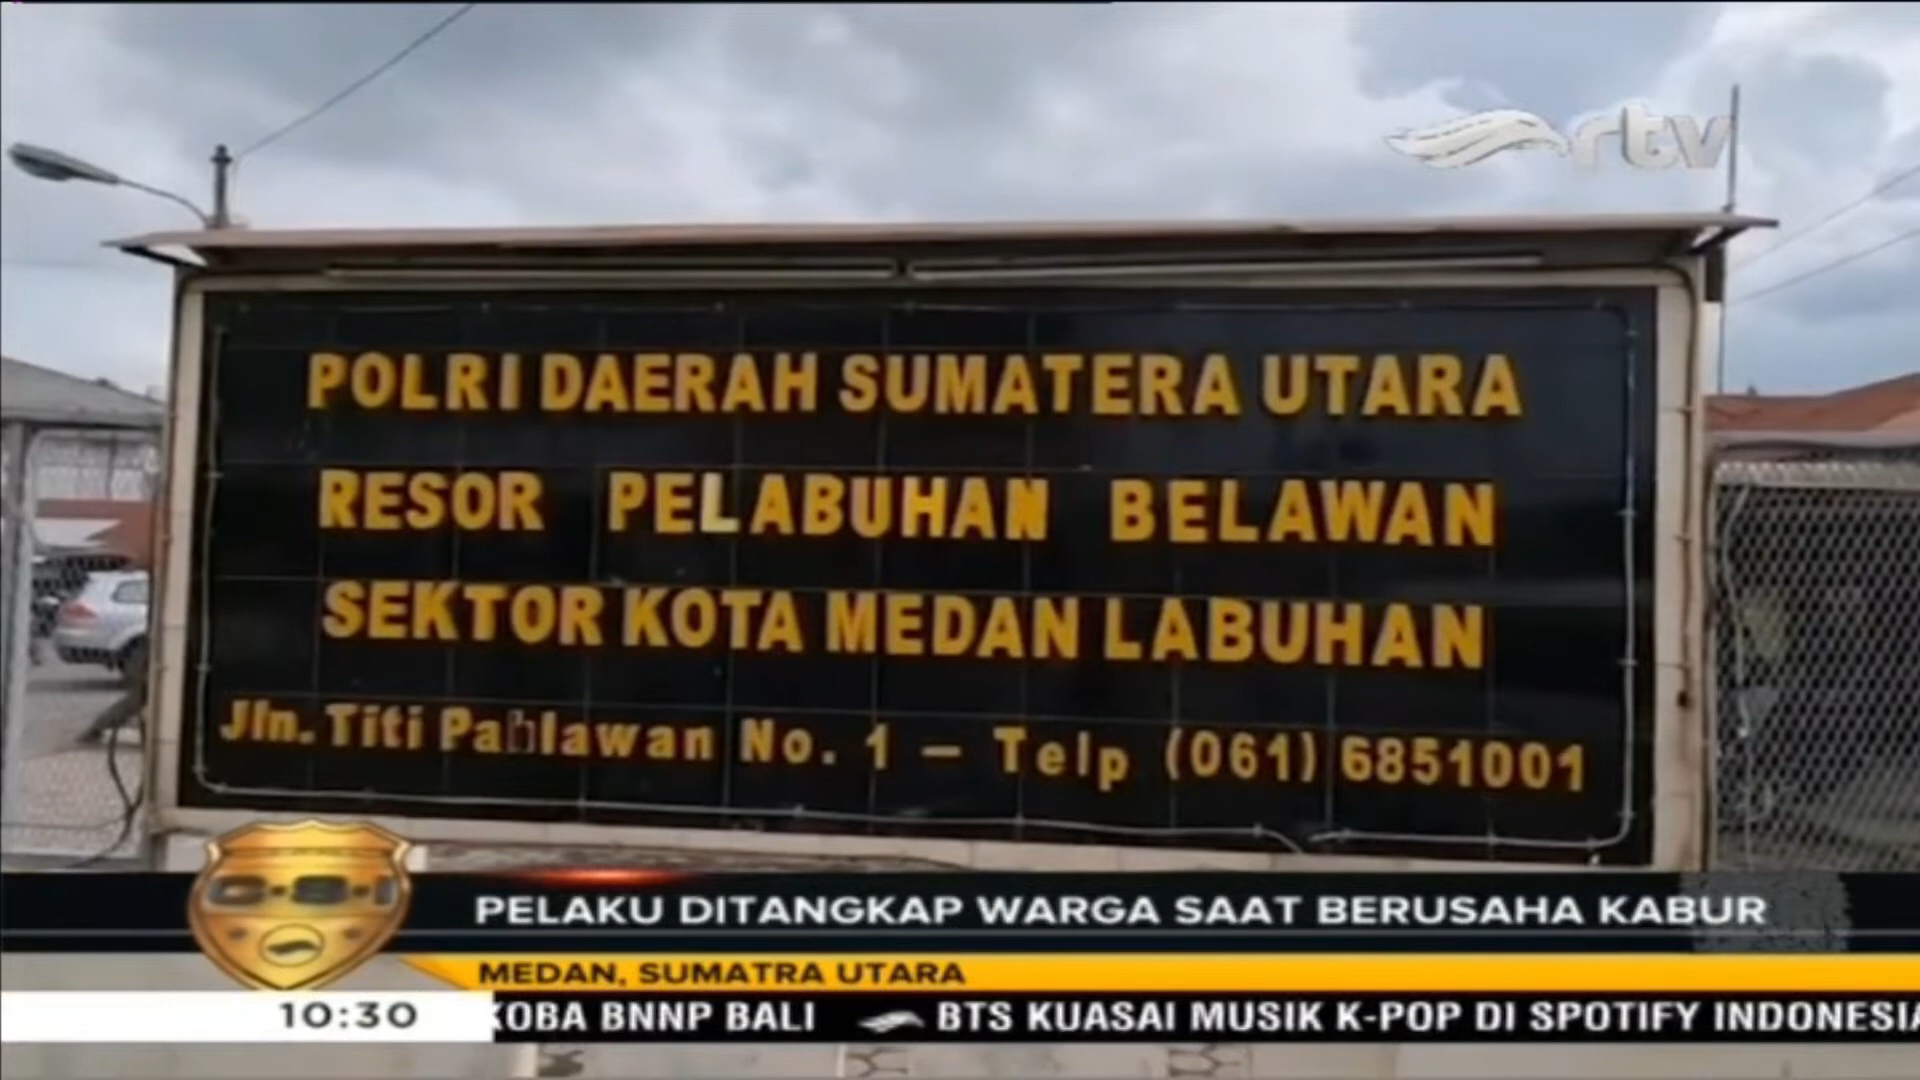 rtv
POLRI DAERAH SUMATERA UTARA
RESOR PELABUHAN BELAWAN
SEKTOR KOTA MEDAN LABUHAN
Jln. Titi Pahlawan No. 1 – Telp (061) 6851001
C-S-I
PELAKU DITANGKAP WARGA SAAT BERUSAHA KABUR
MEDAN, SUMATRA UTARA
10:30
KOBA BNNP BALI BTS KUASAI MUSIK K-POP DI SPOTIFY INDONESIA